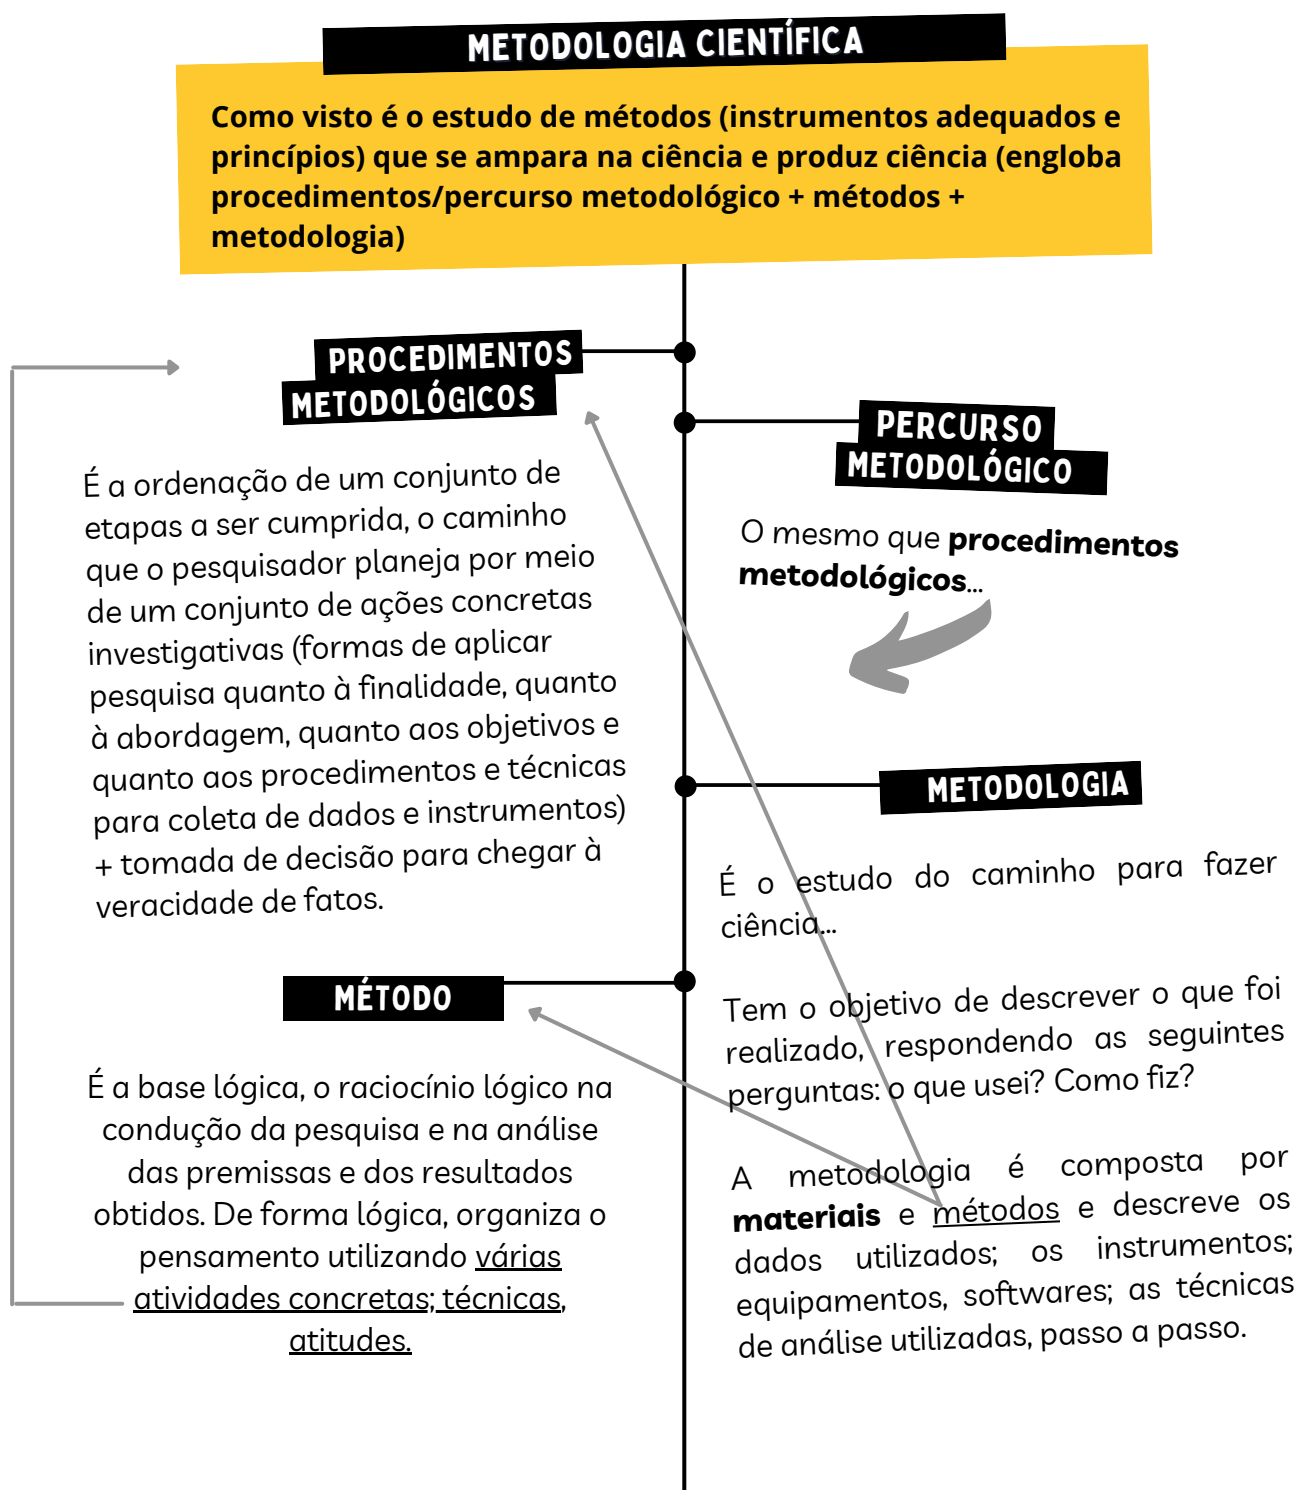 METODOLOGIA CIENTÍFICA
Como visto é o estudo de métodos (instrumentos adequados e
princípios) que se ampara na ciência e produz ciência (engloba
procedimentos/percurso metodológico + métodos +
metodologia)
PROCEDIMENTOS
METODOLÓGICOS
É a ordenação de um conjunto de
etapas a ser cumprida, o caminho
que o pesquisador planeja por meio
de um conjunto de ações concretas
investigativas (formas de aplicar
pesquisa quanto à finalidade, quanto
à abordagem, quanto aos objetivos e
quanto aos procedimentos e técnicas
para coleta de dados e instrumentos)
+ tomada de decisão para chegar à
veracidade de fatos.
PERCURSO
METODOLÓGICO
O mesmo que procedimentos
metodológicos...
METODOLOGIA
É o estudo do caminho para fazer
ciência...
Tem o objetivo de descrever o que foi
realizado, respondendo as seguintes
perguntas: o que usei? Como fiz?
A metodologia é composta por
materiais e métodos e descreve os
dados utilizados; os instrumentos;
equipamentos, softwares; as técnicas
de análise utilizadas, passo a passo.
MÉTODO
É a base lógica, o raciocínio lógico na
condução da pesquisa e na análise
das premissas e dos resultados
obtidos. De forma lógica, organiza o
pensamento utilizando várias
atividades concretas; técnicas,
atitudes.